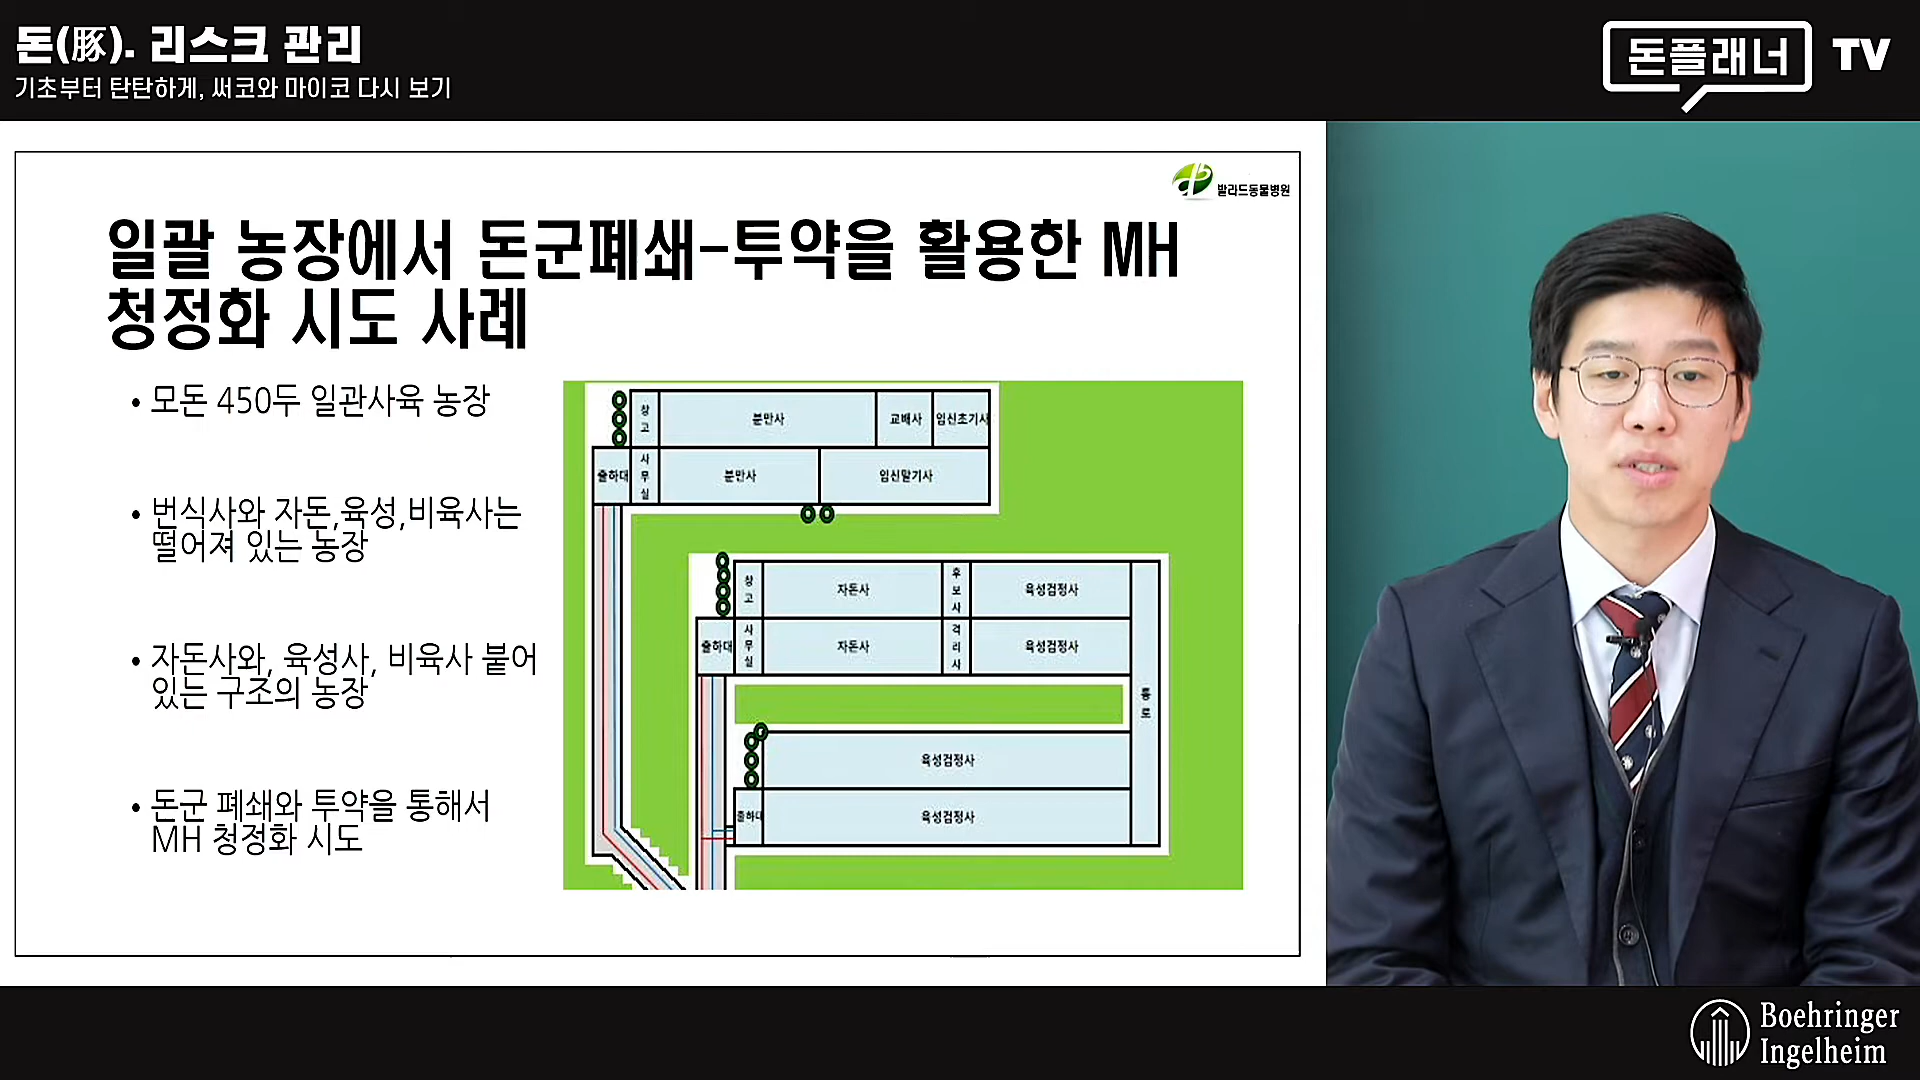 돈(豚). 리스크 관리
기초부터 탄탄하게, 써코와 마이코 다시 보기
돈플래너 TV
발라드동물병원
일괄 농장에서 돈군폐쇄-투약을 활용한 MH
청정화 시도 사례
• 모돈 450두 일관사육 농장
• 번식사와 자돈,육성,비육사는
떨어져 있는 농장
• 자돈사와, 육성사, 비육사 붙어
있는 구조의 농장
• 돈군 폐쇄와 투약을 통해서
MH 청정화 시도
창고
분만사
교배사
임신초기사
출하대
사무실
분만사
임신말기사
창고
자돈사
후보사
육성검정사
출하대
사무실
자돈사
격리사
육성검정사
통로
육성검정사
출하대
육성검정사
Boehringer
Ingelheim